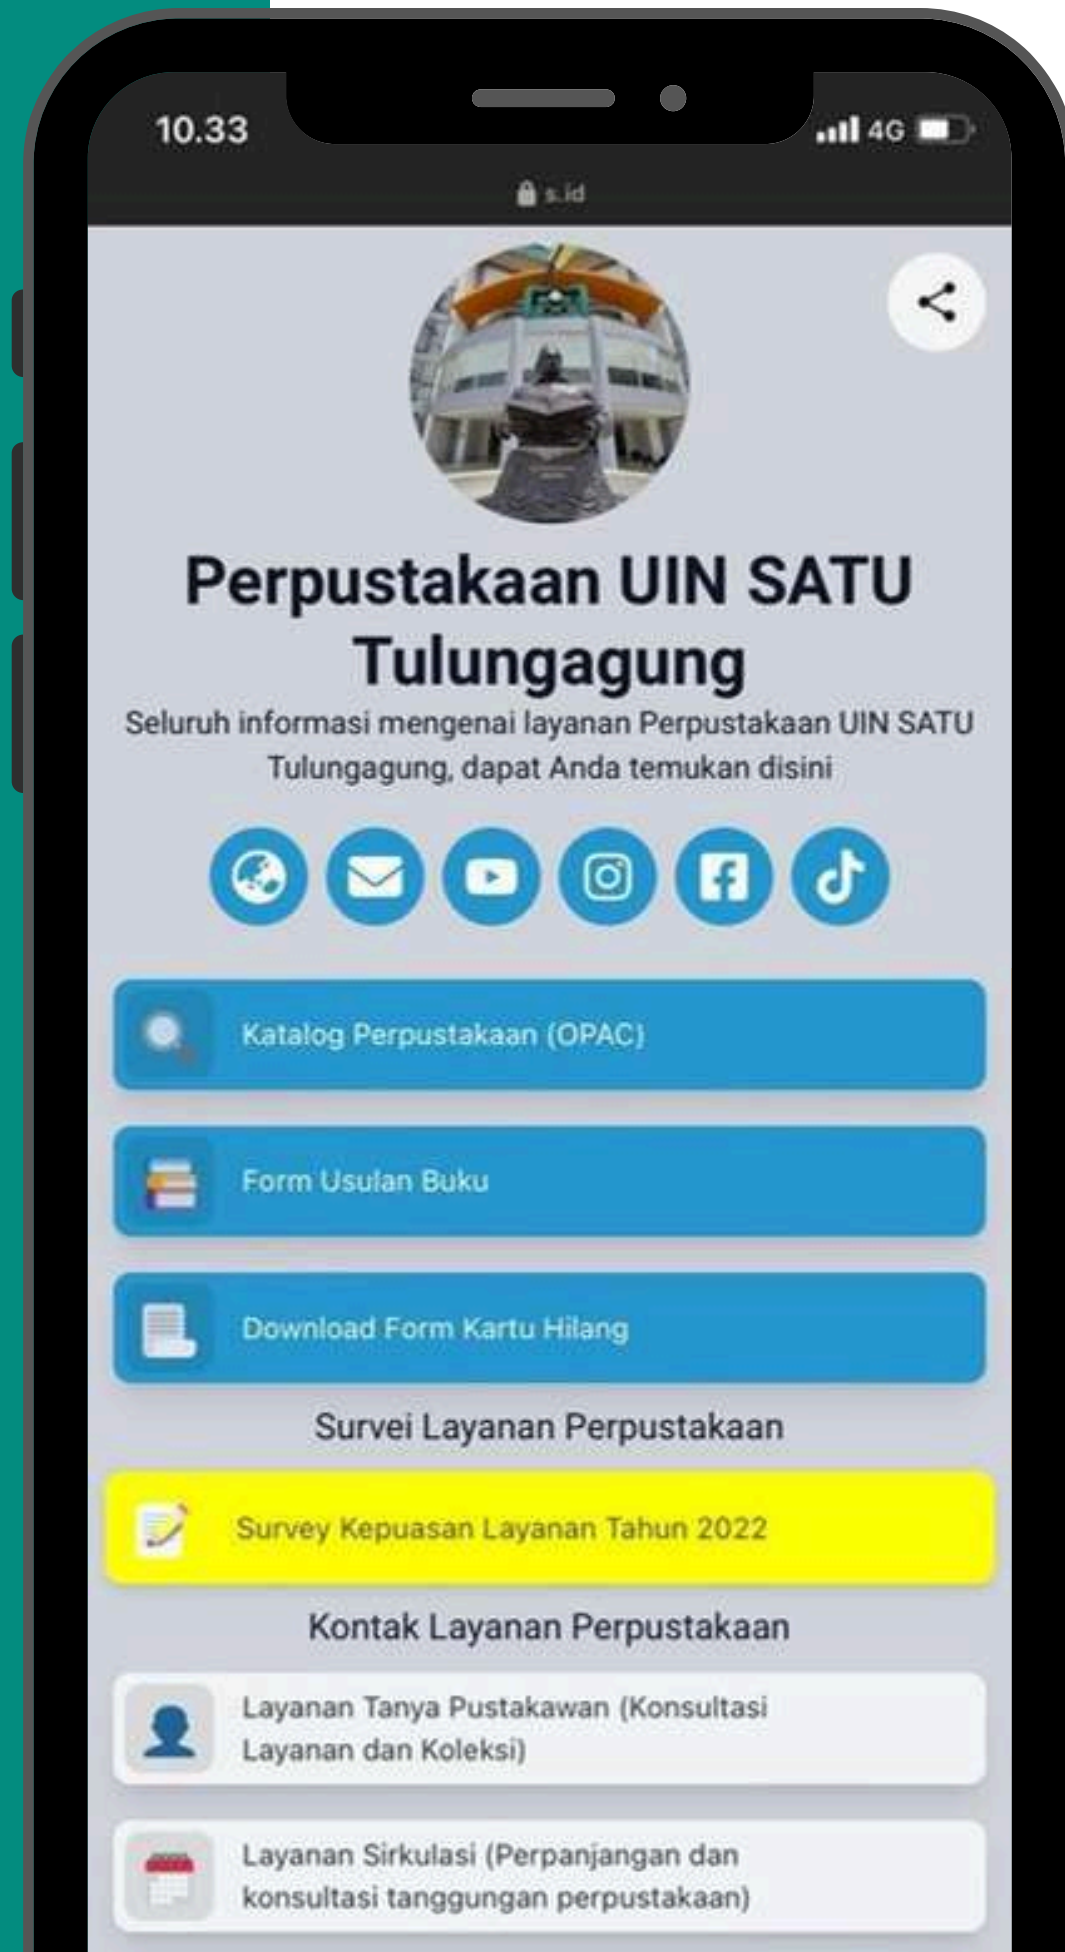 10.33
4G
s.id
Perpustakaan UIN SATU
Tulungagung
Seluruh informasi mengenai layanan Perpustakaan UIN SATU
Tulungagung, dapat Anda temukan disini
Katalog Perpustakaan (OPAC)
Form Usulan Buku
Download Form Kartu Hilang
Survei Layanan Perpustakaan
Survey Kepuasan Layanan Tahun 2022
Kontak Layanan Perpustakaan
Layanan Tanya Pustakawan (Konsultasi
Layanan dan Koleksi)
Layanan Sirkulasi (Perpanjangan dan
konsultasi tanggungan perpustakaan)